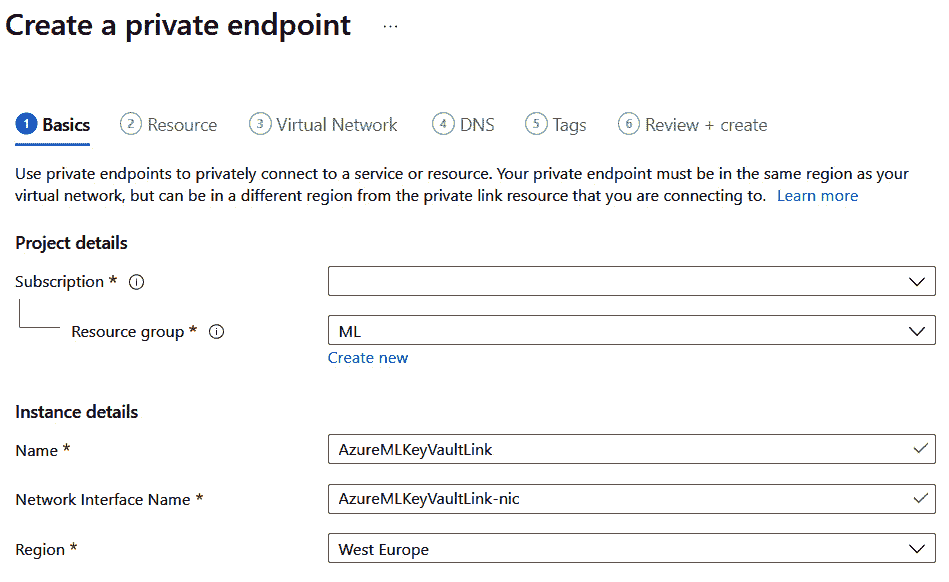 Create a private endpoint ...
1 Basics 2 Resource 3 Virtual Network 4 DNS 5 Tags 6 Review + create
Use private endpoints to privately connect to a service or resource. Your private endpoint must be in the same region as your
virtual network, but can be in a different region from the private link resource that you are connecting to. Learn more
Project details
Subscription *
Resource group * ML
Create new
Instance details
Name * AzureMLKeyVaultLink
Network Interface Name * AzureMLKeyVaultLink-nic
Region * West Europe